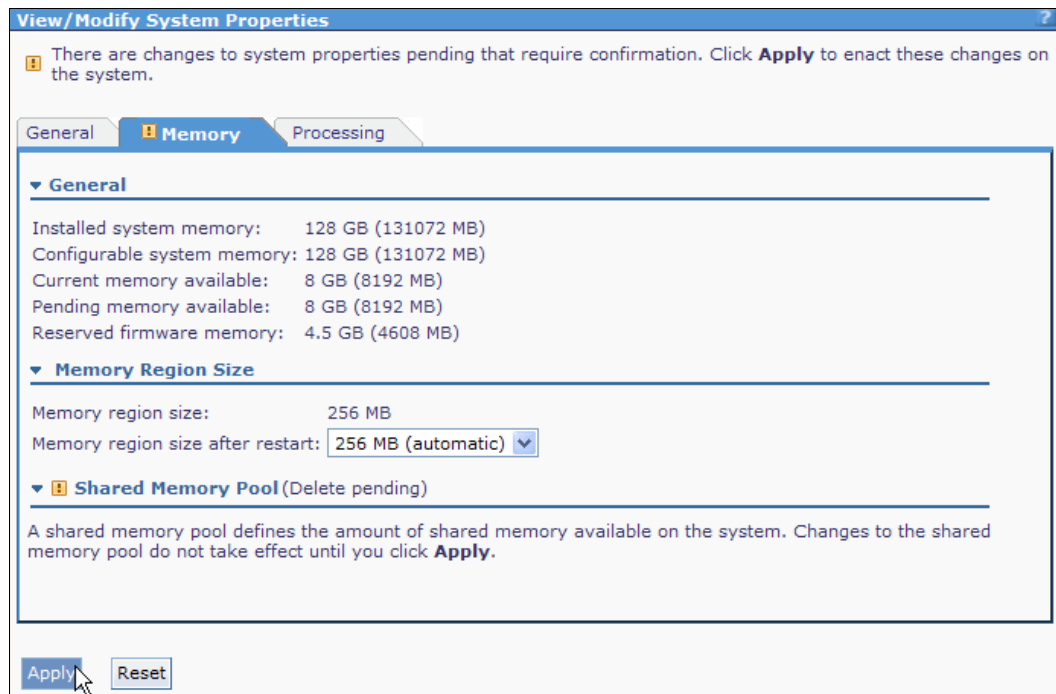 View/Modify System Properties ?
There are changes to system properties pending that require confirmation. Click Apply to enact these changes on
the system.
General Memory Processing
General
Installed system memory: 128 GB (131072 MB)
Configurable system memory: 128 GB (131072 MB)
Current memory available: 8 GB (8192 MB)
Pending memory available: 8 GB (8192 MB)
Reserved firmware memory: 4.5 GB (4608 MB)
Memory Region Size
Memory region size: 256 MB
Memory region size after restart: 256 MB (automatic)
Shared Memory Pool (Delete pending)
A shared memory pool defines the amount of shared memory available on the system. Changes to the shared
memory pool do not take effect until you click Apply.
Apply Reset